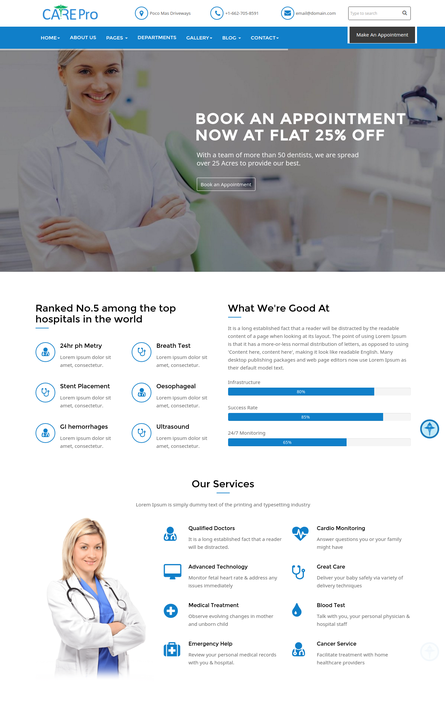 CARE Pro
Poco Mas Driveways
+1-662-705-8591
email@domain.com
Type to search
HOME
ABOUT US
PAGES
DEPARTMENTS
GALLERY
BLOG
CONTACT
Make An Appointment
BOOK AN APPOINTMENT
NOW AT FLAT 25% OFF
With a team of more than 50 dentists, we are spread
over 25 Acres to provide our best.
Book an Appointment
Ranked No.5 among the top
hospitals in the world
24hr ph Metry
Lorem ipsum dolor sit
amet, consectetur.
Breath Test
Lorem ipsum dolor sit
amet, consectetur.
Stent Placement
Lorem ipsum dolor sit
amet, consectetur.
Oesophageal
Lorem ipsum dolor sit
amet, consectetur.
GI hemorrhages
Lorem ipsum dolor sit
amet, consectetur.
Ultrasound
Lorem ipsum dolor sit
amet, consectetur.
What We're Good At
It is a long established fact that a reader will be distracted by the readable
content of a page when looking at its layout. The point of using Lorem Ipsum
is that it has a more-or-less normal distribution of letters, as opposed to using
'Content here, content here', making it look like readable English. Many
desktop publishing packages and web page editors now use Lorem Ipsum as
their default model text.
Infrastructure
80%
Success Rate
85%
24/7 Monitoring
65%
Our Services
Lorem Ipsum is simply dummy text of the printing and typesetting industry
Qualified Doctors
It is a long established fact that a reader
will be distracted.
Cardio Monitoring
Answer questions you or your family
might have
Advanced Technology
Monitor fetal heart rate & address any
issues immediately
Great Care
Deliver your baby safely via variety of
delivery techniques
Medical Treatment
Observe evolving changes in mother
and unborn child
Blood Test
Talk with you, your personal physician &
hospital staff
Emergency Help
Review your personal medical records
with you & hospital.
Cancer Service
Facilitate treatment with home
healthcare providers